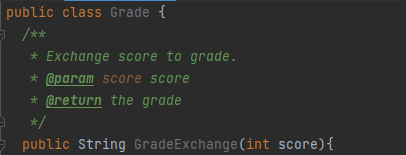 public class Grade {
/**
* Exchange score to grade.
* @param score score
* @return the grade
*/
public String GradeExchange(int score){